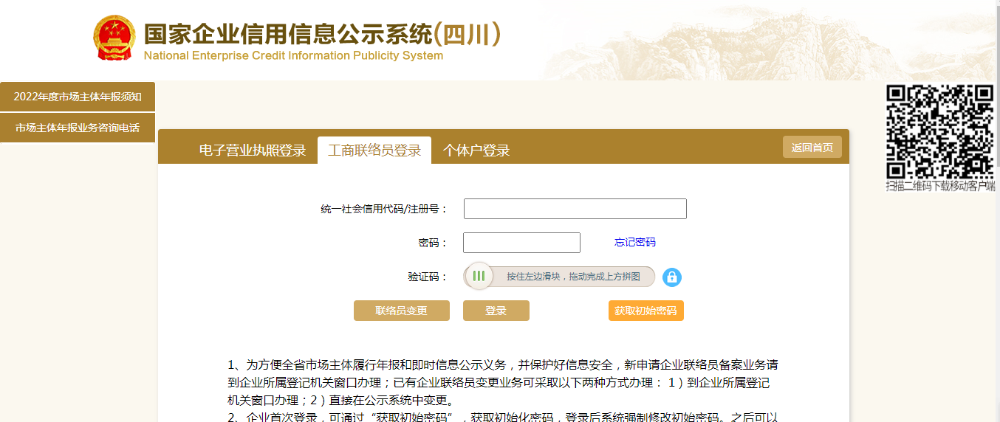 国家企业信用信息公示系统(四川)
National Enterprise Credit Information Publicity System
2022年度市场主体年报须知
市场主体年报业务咨询电话
电子营业执照登录
工商联络员登录
个体户登录
返回首页
扫描二维码下载移动客户端
统一社会信用代码/注册号：
密码：
忘记密码
验证码：
按住左边滑块，拖动完成上方拼图
联络员变更
登录
获取初始密码
1、为方便全省市场主体履行年报和即时信息公示义务，并保护好信息安全，新申请企业联络员备案业务请
到企业所属登记机关窗口办理；已有企业联络员变更业务可采取以下两种方式办理： 1）到企业所属登记
机关窗口办理；2）直接在公示系统中变更。
2、企业首次登录，可通过“获取初始密码”，获取初始化密码，登录后系统强制修改初始密码。之后可以